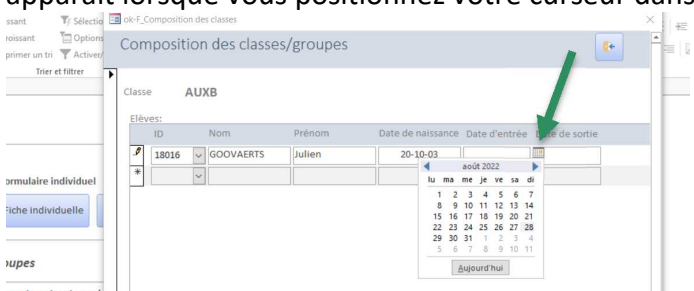 apparaît lorsque vous positionnez votre curseur dans
ssant Sélectio ok-F_Composition des classes
roissant Options
primer un tri Activer/
Trier et filtrer
Composition des classes/groupes
Classe AUXB
Elèves:
ID Nom Prénom Date de naissance Date d'entrée Date de sortie
18016 GOOVAERTS Julien 20-10-03
août 2022
lu ma me je ve sa di
1 2 3 4 5 6 7
8 9 10 11 12 13 14
15 16 17 18 19 20 21
22 23 24 25 26 27 28
29 30 31 1 2 3 4
5 6 7 8 9 10 11
Aujourd'hui
ormulaire individuel
Fiche individuelle
oupes